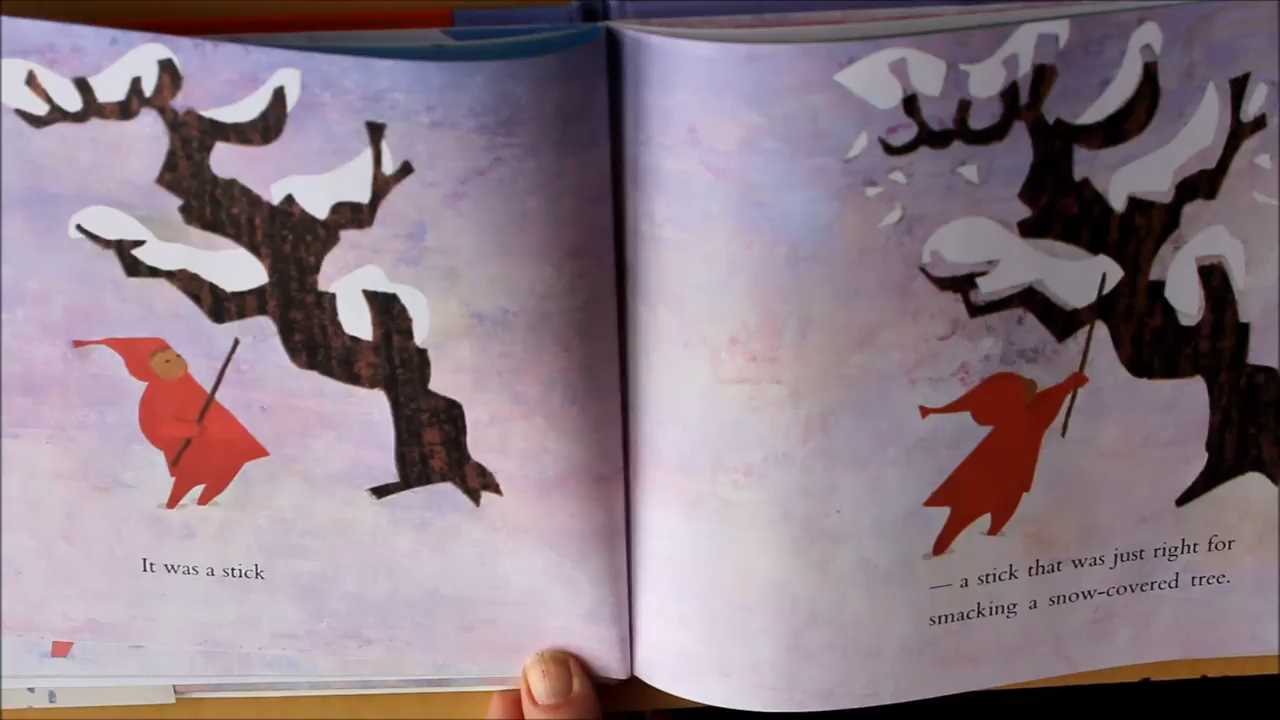 It was a stick
— a stick that was just right for
smacking a snow-covered tree.